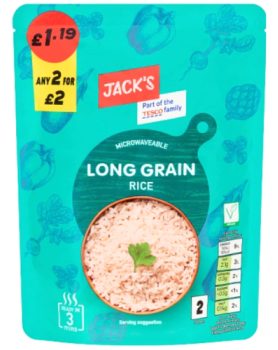 £1.19
ANY 2 FOR
£2
JACK'S
Part of the
TESCO family
MICROWAVEABLE
LONG GRAIN
RICE
READY IN
3
MINS
Serving suggestion
2